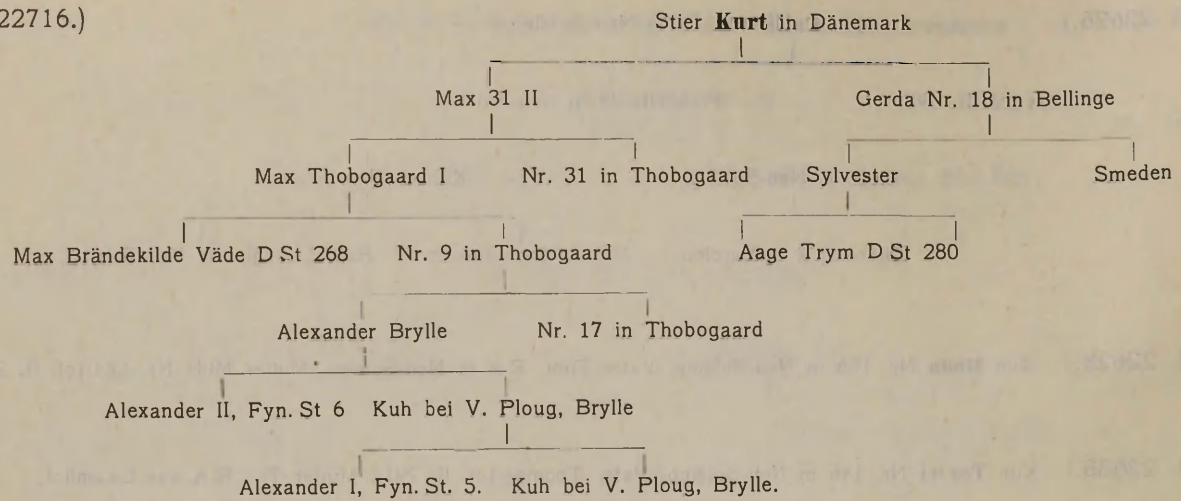 22716.)
Stier Kurt in Dänemark
Max 31 II Gerda Nr. 18 in Bellinge
Max Thobogaard I Nr. 31 in Thobogaard Sylvester Smeden
Max Brändekilde Väde D St 268 Nr. 9 in Thobogaard Aage Trym D St 280
Alexander Brylle Nr. 17 in Thobogaard
Alexander II, Fyn. St 6 Kuh bei V. Ploug, Brylle
Alexander I, Fyn. St. 5. Kuh bei V. Ploug, Brylle.